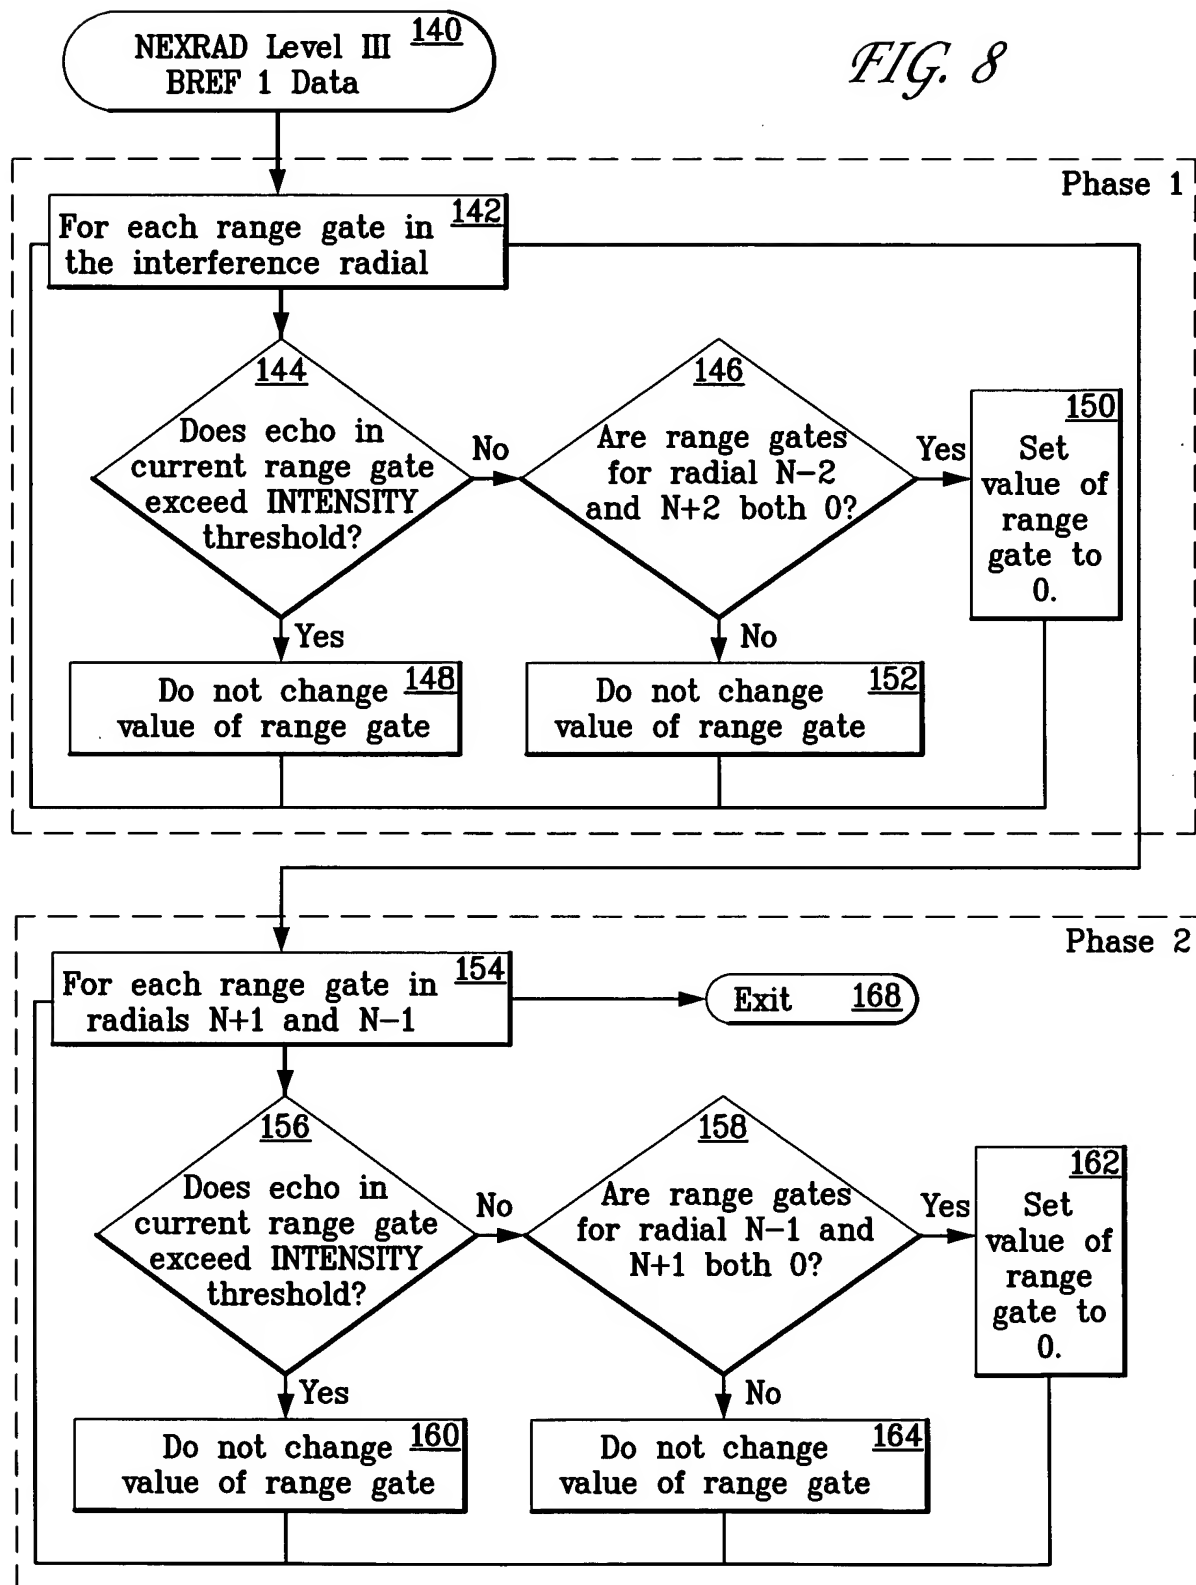 NEXRAD Level III 140
BREF 1 Data
FIG. 8
Phase 1
For each range gate in 142
the interference radial
144
Does echo in
current range gate
exceed INTENSITY
threshold?
No
146
Are range gates
for radial N-2
and N+2 both 0?
Yes
150
Set
value of
range
gate to
0.
Yes
No
Do not change 148
value of range gate
Do not change 152
value of range gate
Phase 2
For each range gate in 154
radials N+1 and N-1
Exit 168
156
Does echo in
current range gate
exceed INTENSITY
threshold?
No
158
Are range gates
for radial N-1 and
N+1 both 0?
Yes
162
Set
value of
range
gate to
0.
Yes
No
Do not change 160
value of range gate
Do not change 164
value of range gate